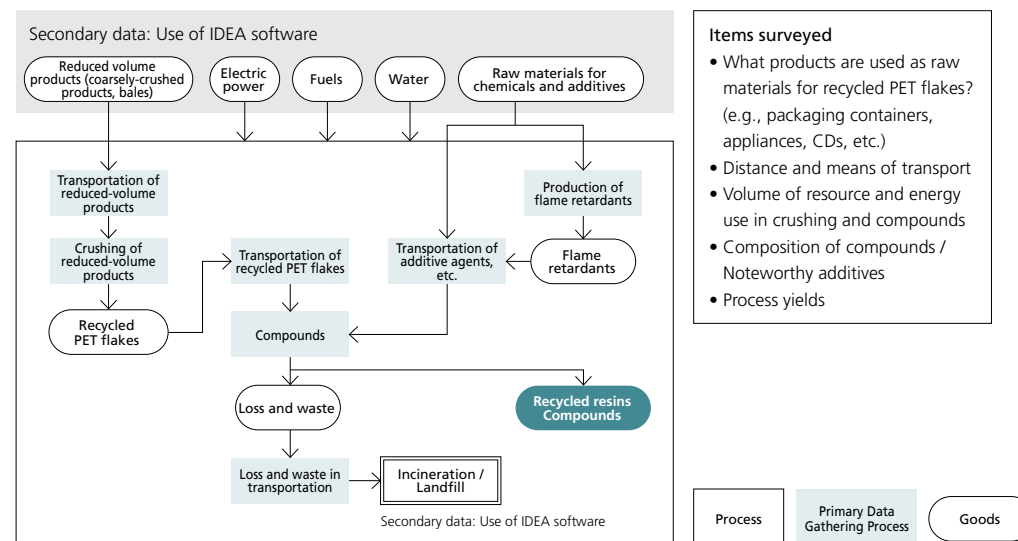 Secondary data: Use of IDEA software
Reduced volume
products (coarsely-crushed
products, bales)
Electric
power
Fuels
Water
Raw materials for
chemicals and additives
Transportation of
reduced-volume
products
Production of
flame retardants
Crushing of
reduced-volume
products
Transportation of
recycled PET flakes
Transportation of
additive agents,
etc.
Flame
retardants
Recycled
PET flakes
Compounds
Loss and waste
Recycled resins
Compounds
Loss and waste in
transportation
Incineration /
Landfill
Secondary data: Use of IDEA software
Items surveyed
• What products are used as raw
materials for recycled PET flakes?
(e.g., packaging containers,
appliances, CDs, etc.)
• Distance and means of transport
• Volume of resource and energy
use in crushing and compounds
• Composition of compounds /
Noteworthy additives
• Process yields
Process
Primary Data
Gathering Process
Goods